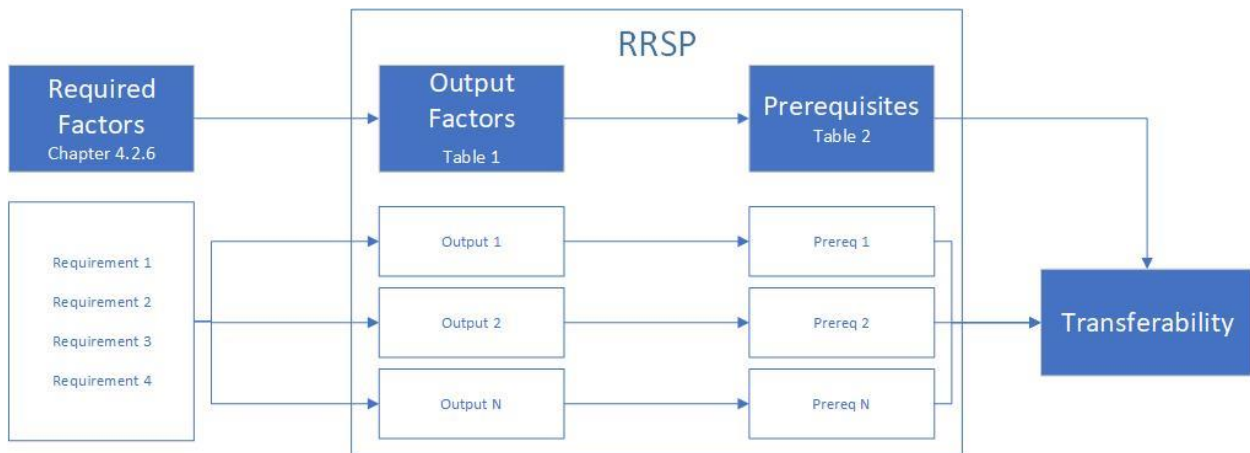 RRSP
Required
Factors
Chapter 4.2.6
Output
Factors
Table 1
Prerequisites
Table 2
Requirement 1
Requirement 2
Requirement 3
Requirement 4
Output 1
Prereq 1
Output 2
Prereq 2
Output N
Prereq N
Transferability